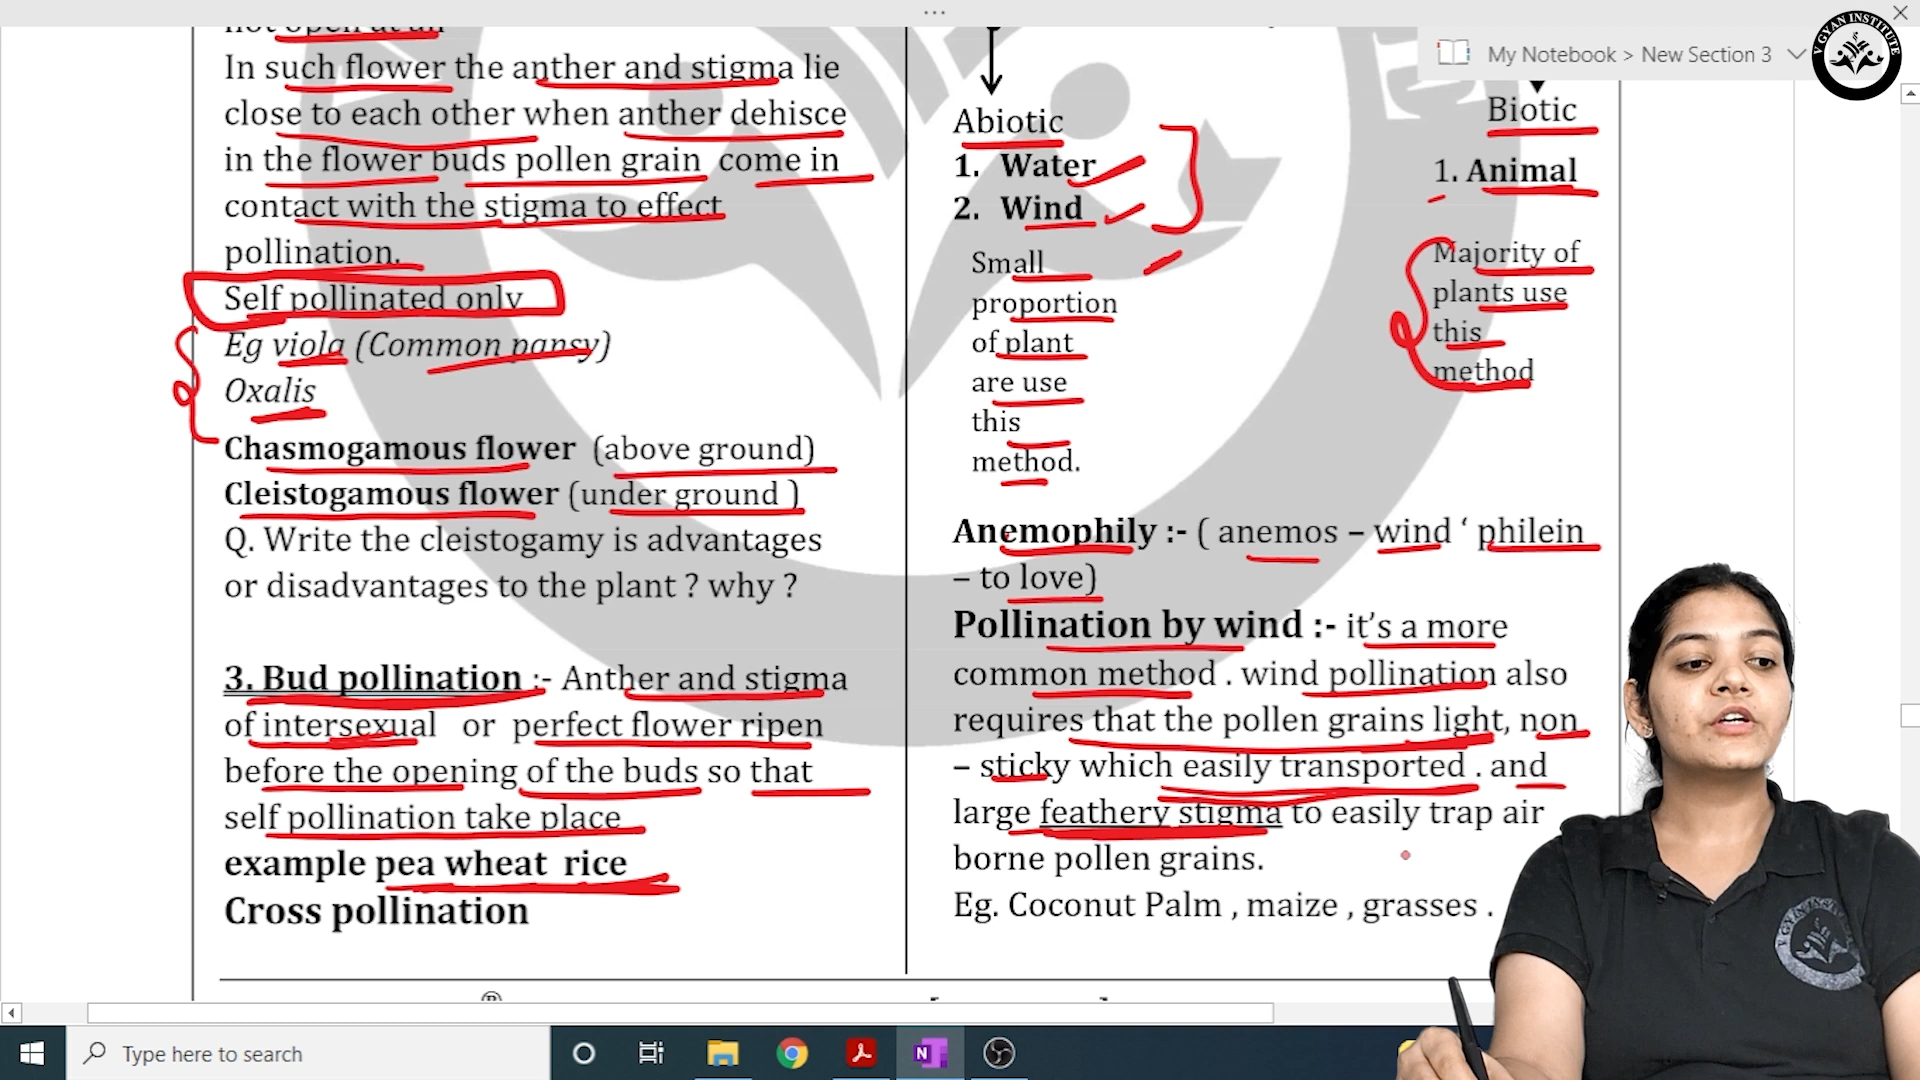 ...
My Notebook > New Section 3
V GYAN INSTITUTE
not open at all
In such flower the anther and stigma lie
close to each other when anther dehisce
in the flower buds pollen grain come in
contact with the stigma to effect
pollination.
Self pollinated only
Eg viola (Common pansy)
Oxalis
Chasmogamous flower (above ground)
Cleistogamous flower (under ground )
Q. Write the cleistogamy is advantages
or disadvantages to the plant ? why ?
3. Bud pollination :- Anther and stigma
of intersexual or perfect flower ripen
before the opening of the buds so that
self pollination take place
example pea wheat rice
Cross pollination
Abiotic
1. Water
2. Wind
Small
proportion
of plant
are use
this
method.
Biotic
1. Animal
Majority of
plants use
this
method
Anemophily :- ( anemos – wind ‘ philein
– to love)
Pollination by wind :- it’s a more
common method . wind pollination also
requires that the pollen grains light, non
– sticky which easily transported . and
large feathery stigma to easily trap air
borne pollen grains.
Eg. Coconut Palm , maize , grasses .
®
Type here to search